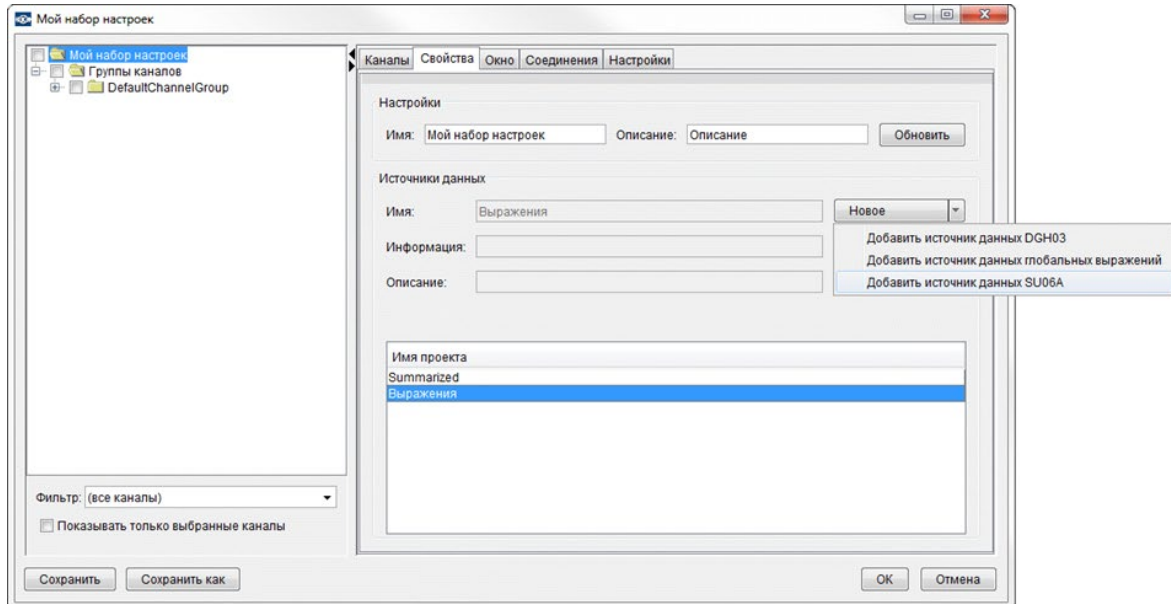 Мой набор настроек
Мой набор настроек
Группы каналов
DefaultChannelGroup
Фильтр: (все каналы)
Показывать только выбранные каналы
Каналы Свойства Окно Соединения Настройки
Настройки
Имя: Мой набор настроек Описание: Описание Обновить
Источники данных
Имя: Выражения Новое
Информация:
Описание:
Добавить источник данных DGH03
Добавить источник данных глобальных выражений
Добавить источник данных SU06A
Имя проекта
Summarized
Выражения
Сохранить Сохранить как OK Отмена